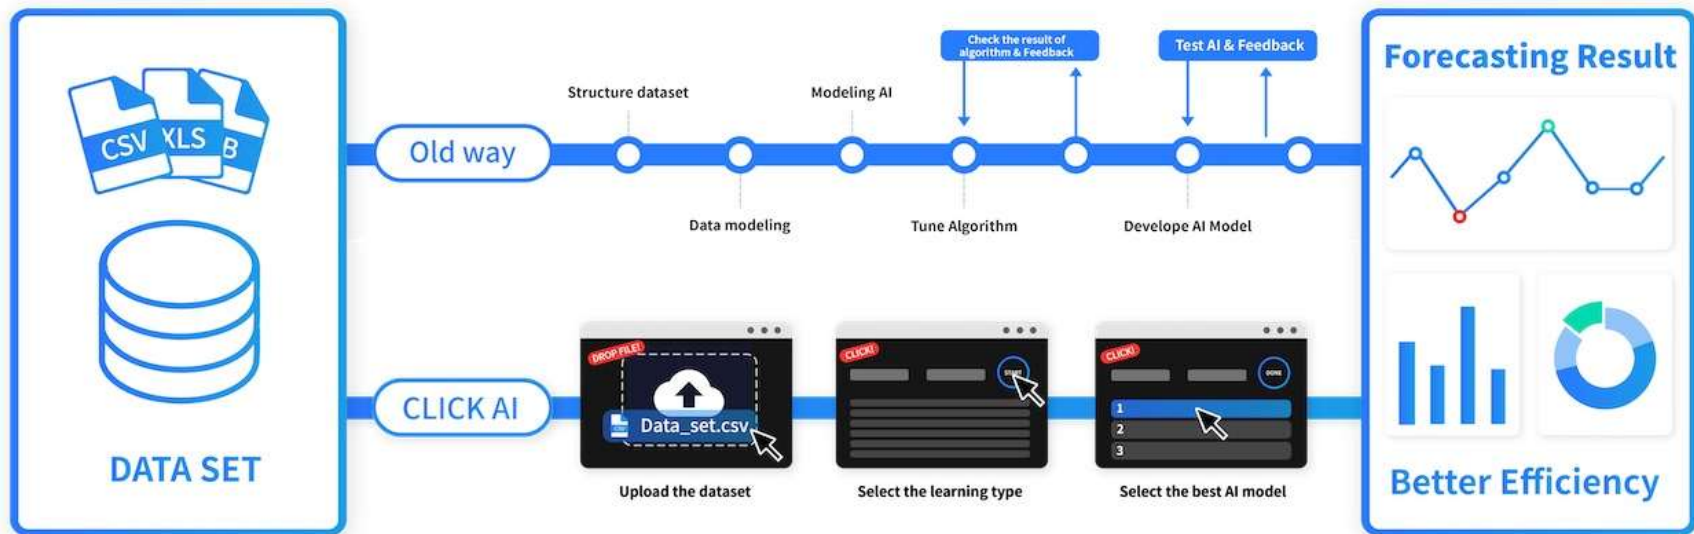 CSV
XLS
B
DATA SET
Old way
Structure dataset
Data modeling
Modeling AI
Tune Algorithm
Check the result of
algorithm & Feedback
Develope AI Model
Test AI & Feedback
CLICK AI
DROP FILE!
CSV
Data_set.csv
Upload the dataset
CLICK!
START
Select the learning type
CLICK!
DONE
1
2
3
Select the best AI model
Forecasting Result
Better Efficiency